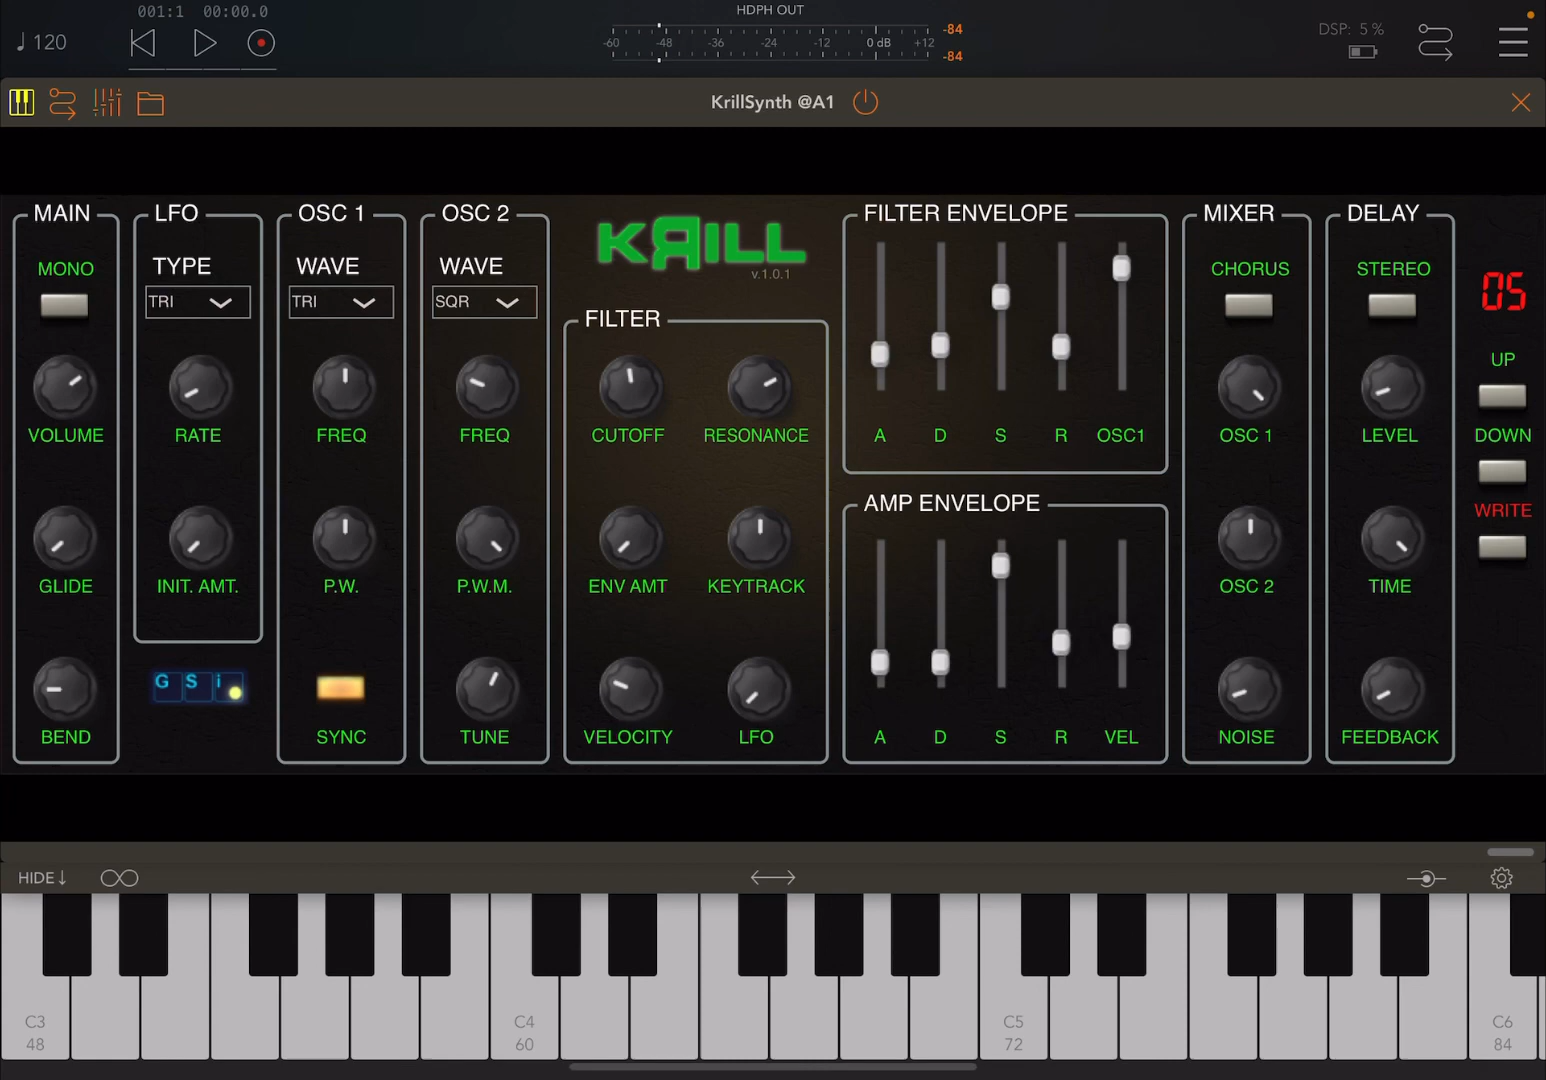 001:1 00:00.0
HDPH OUT
♩ 120
-60 -48 -36 -24 -12 0 dB +12
-84
-84
DSP: 5 %
KrillSynth @A1
MAIN
MONO
VOLUME
GLIDE
BEND
LFO
TYPE
TRI
RATE
INIT. AMT.
G S i
OSC 1
WAVE
TRI
FREQ
P.W.
SYNC
OSC 2
WAVE
SQR
FREQ
P.W.M.
TUNE
KЯILL
v.1.0.1
FILTER
CUTOFF RESONANCE
ENV AMT KEYTRACK
VELOCITY LFO
FILTER ENVELOPE
A D S R OSC1
AMP ENVELOPE
A D S R VEL
MIXER
CHORUS
OSC 1
OSC 2
NOISE
DELAY
STEREO
LEVEL
TIME
FEEDBACK
05
UP
DOWN
WRITE
HIDE↓
C3 C4 C5 C6
48 60 72 84